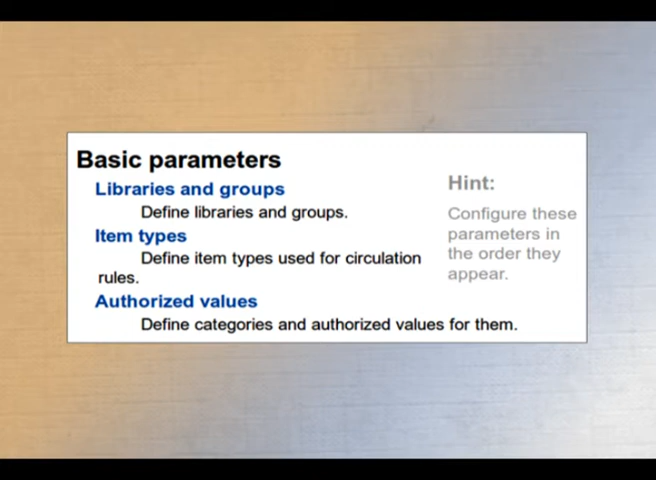 Basic parameters
Libraries and groups
Define libraries and groups.
Item types
Define item types used for circulation
rules.
Authorized values
Define categories and authorized values for them.
Hint:
Configure these
parameters in
the order they
appear.